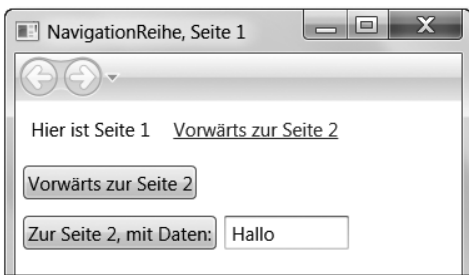 NavigationReihe, Seite 1
Hier ist Seite 1 Vorwärts zur Seite 2
Vorwärts zur Seite 2
Zur Seite 2, mit Daten: Hallo